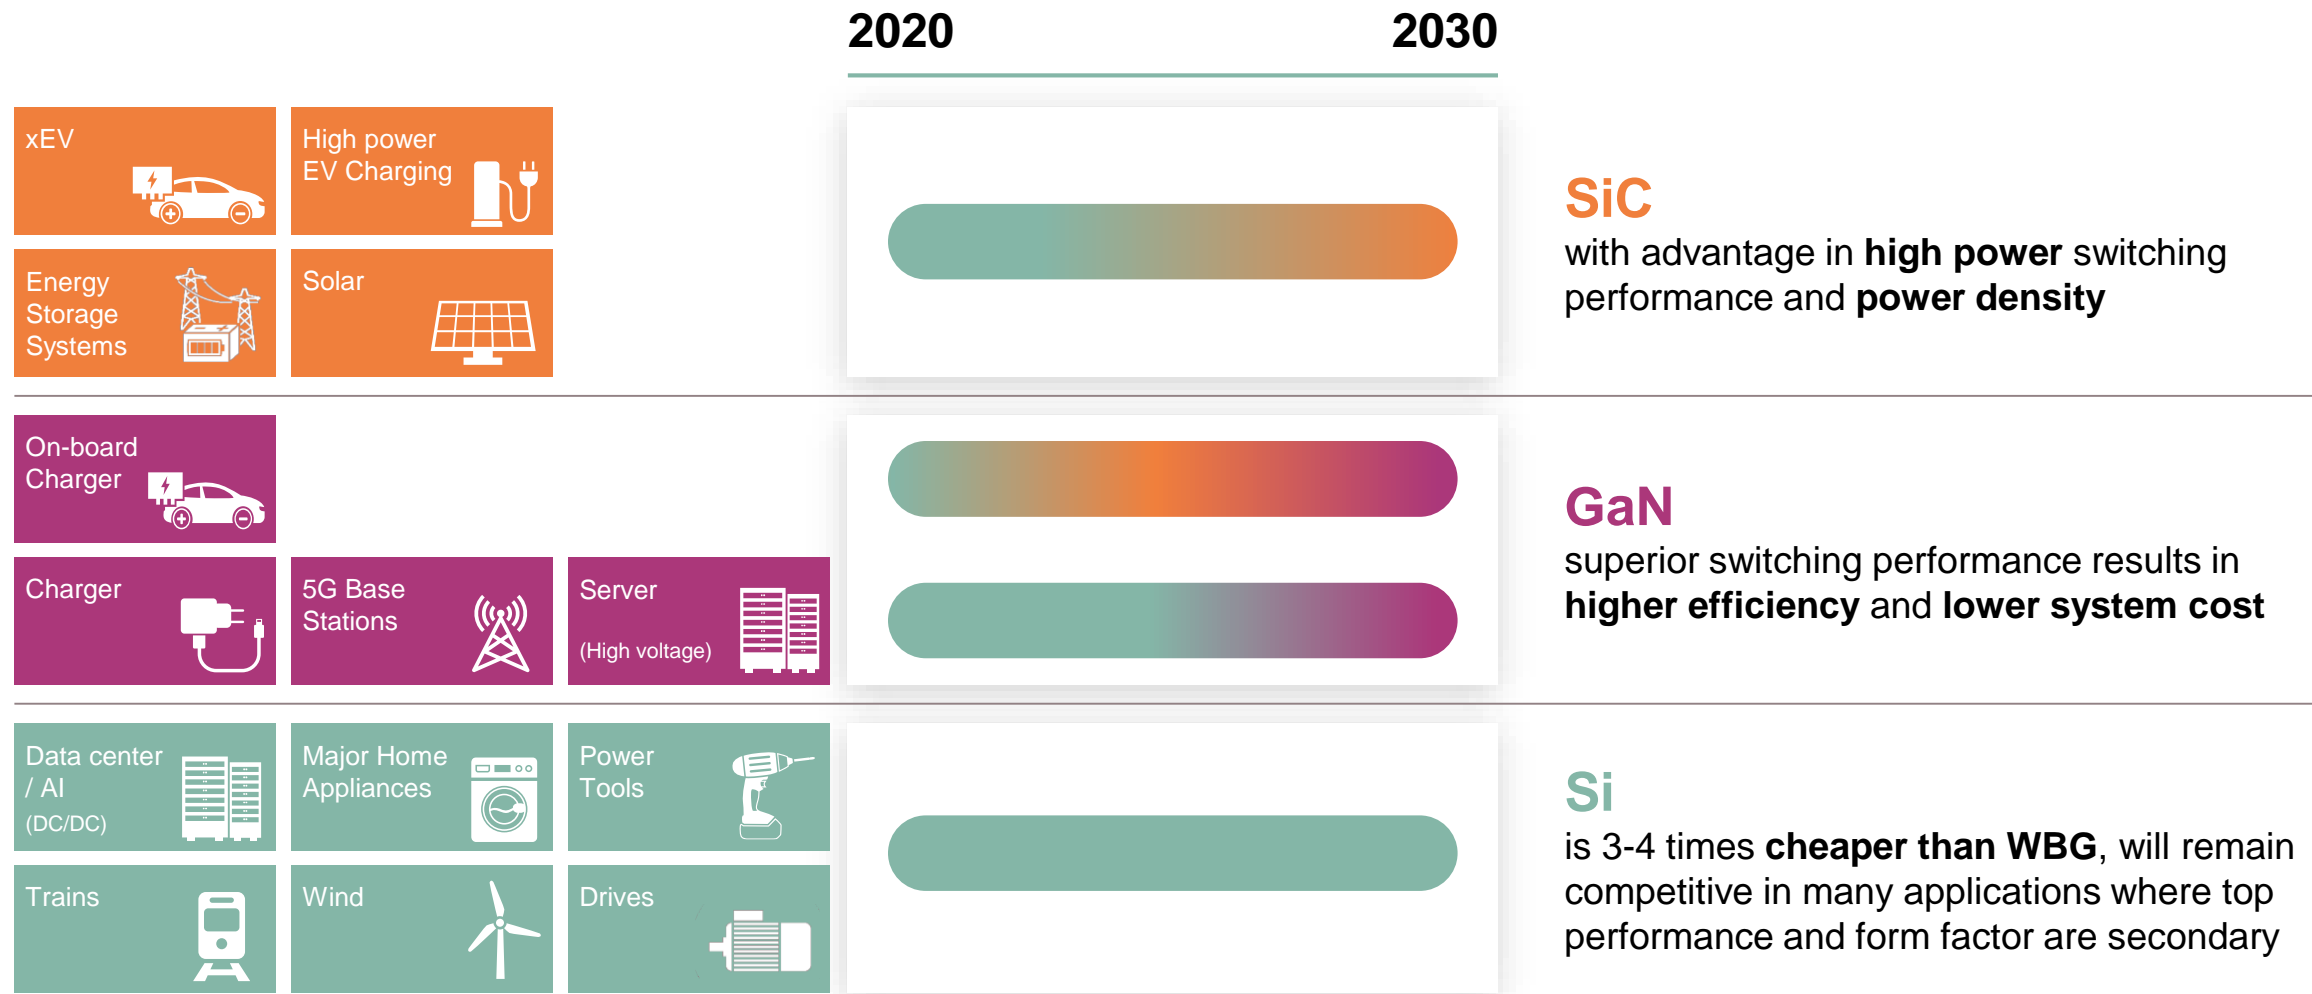 2020
2030
xEV
High power
EV Charging
Energy
Storage
Systems
Solar
SiC
with advantage in high power switching
performance and power density
On-board
Charger
Charger
5G Base
Stations
Server
(High voltage)
GaN
superior switching performance results in
higher efficiency and lower system cost
Data center
/ AI
(DC/DC)
Major Home
Appliances
Power
Tools
Trains
Wind
Drives
Si
is 3-4 times cheaper than WBG, will remain
competitive in many applications where top
performance and form factor are secondary